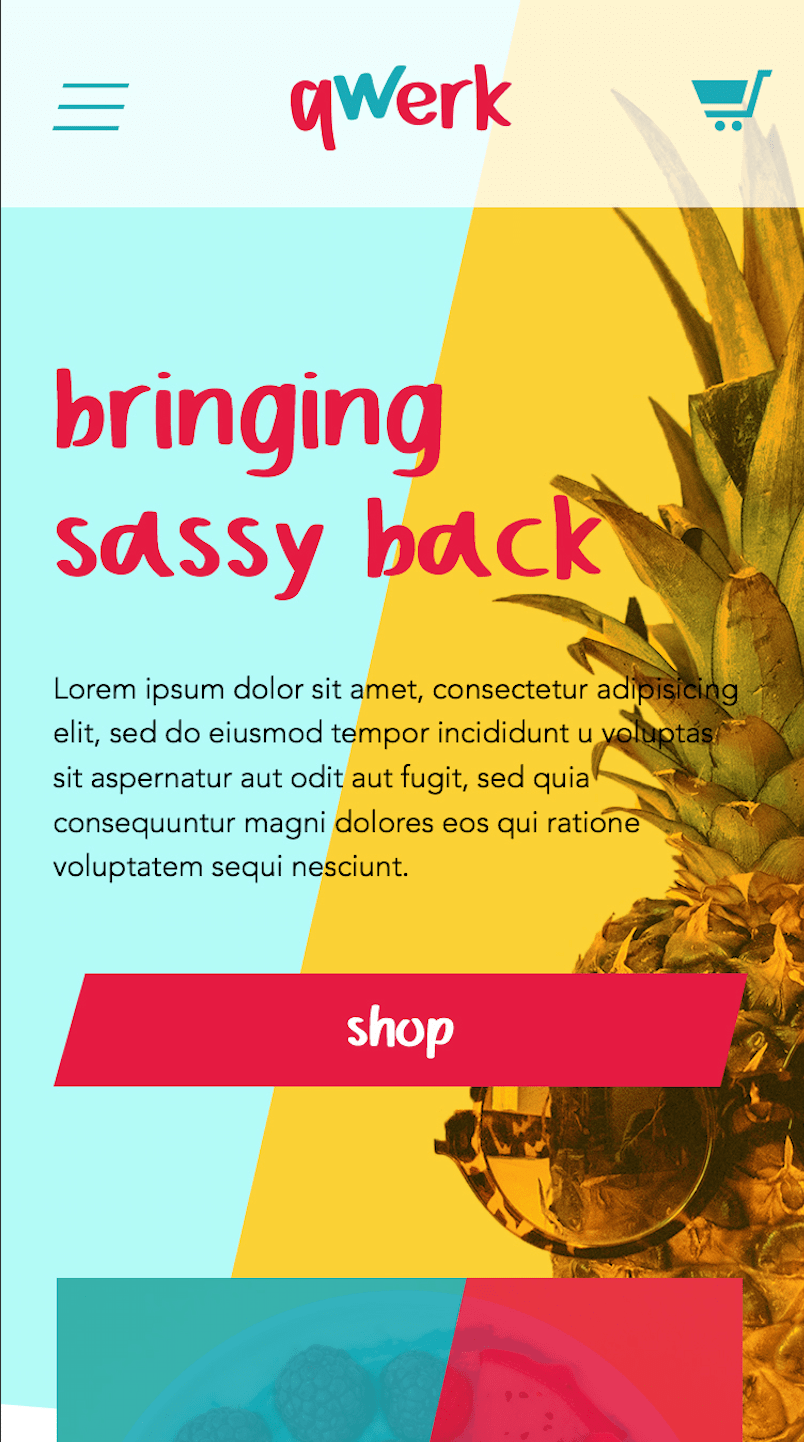 qwerk
bringing
sassy back
Lorem ipsum dolor sit amet, consectetur adipisicing
elit, sed do eiusmod tempor incididunt u voluptas
sit aspernatur aut odit aut fugit, sed quia
consequuntur magni dolores eos qui ratione
voluptatem sequi nesciunt.
shop